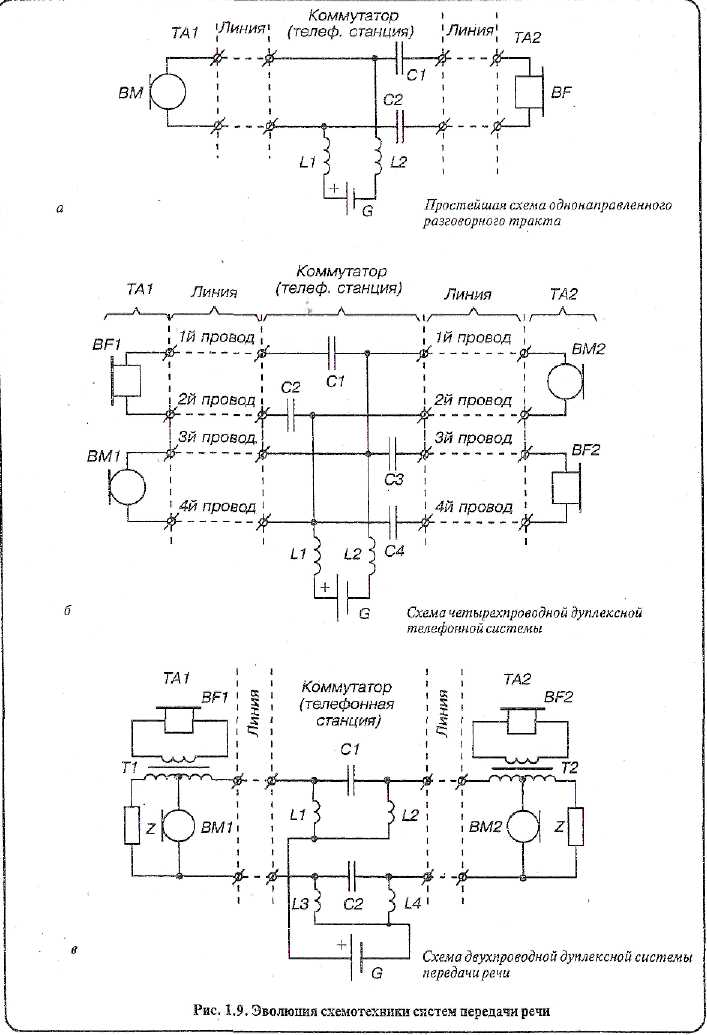 Коммутатор
ТА1 Линия (телеф. станция) Линия ТА2
BM C1 BF
C2
L1 L2
+ G
а
Простейшая схема однонаправленного
разговорного тракта
Коммутатор
ТА1 Линия (телеф. станция) Линия ТА2
BF1 1й провод 1й провод BM2
C1
C2
2й провод 2й провод
BM1 3й провод 3й провод BF2
C3
4й провод 4й провод
L1 L2 C4
+ G
б
Схема четырехпроводной дуплексной
телефонной системы
ТА1 ТА2
BF1 Линия Коммутатор Линия BF2
(телефонная
станция)
C1
T1 T2
L1 L2
Z BM1 BM2 Z
L3 C2 L4
+ G
в
Схема двухпроводной дуплексной системы
передачи речи
Рис. 1.9. Эволюция схемотехники систем передачи речи